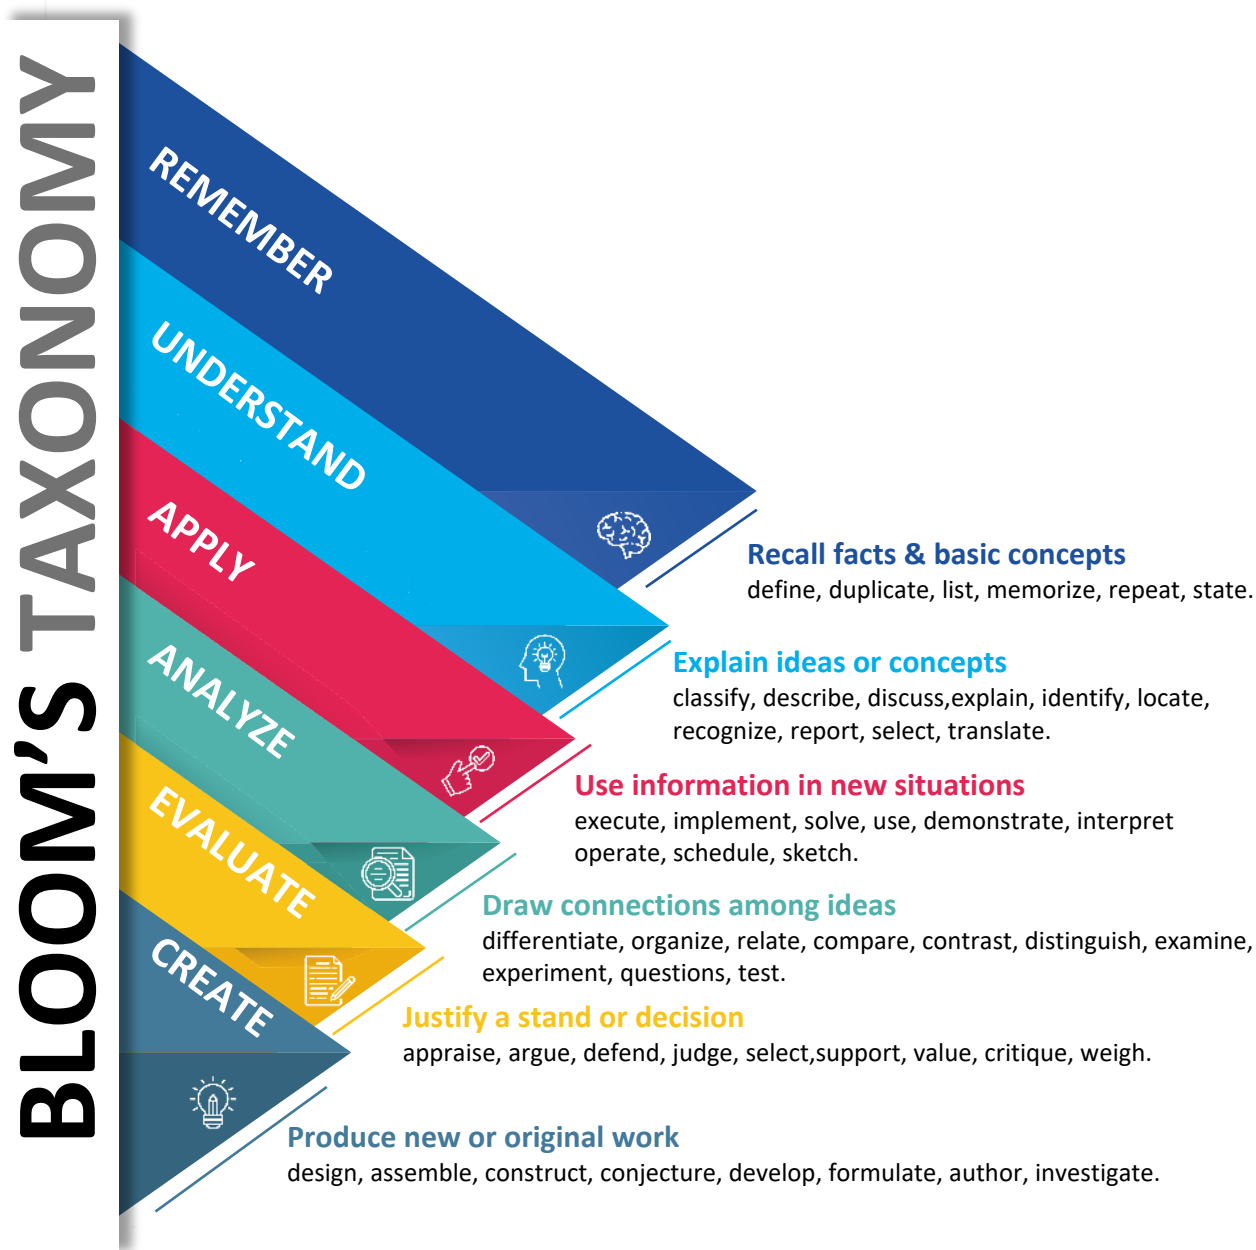 BLOOM'S TAXONOMY
REMEMBER
UNDERSTAND
APPLY
ANALYZE
EVALUATE
CREATE
Recall facts & basic concepts
define, duplicate, list, memorize, repeat, state.
Explain ideas or concepts
classify, describe, discuss,explain, identify, locate,
recognize, report, select, translate.
Use information in new situations
execute, implement, solve, use, demonstrate, interpret
operate, schedule, sketch.
Draw connections among ideas
differentiate, organize, relate, compare, contrast, distinguish, examine,
experiment, questions, test.
Justify a stand or decision
appraise, argue, defend, judge, select,support, value, critique, weigh.
Produce new or original work
design, assemble, construct, conjecture, develop, formulate, author, investigate.